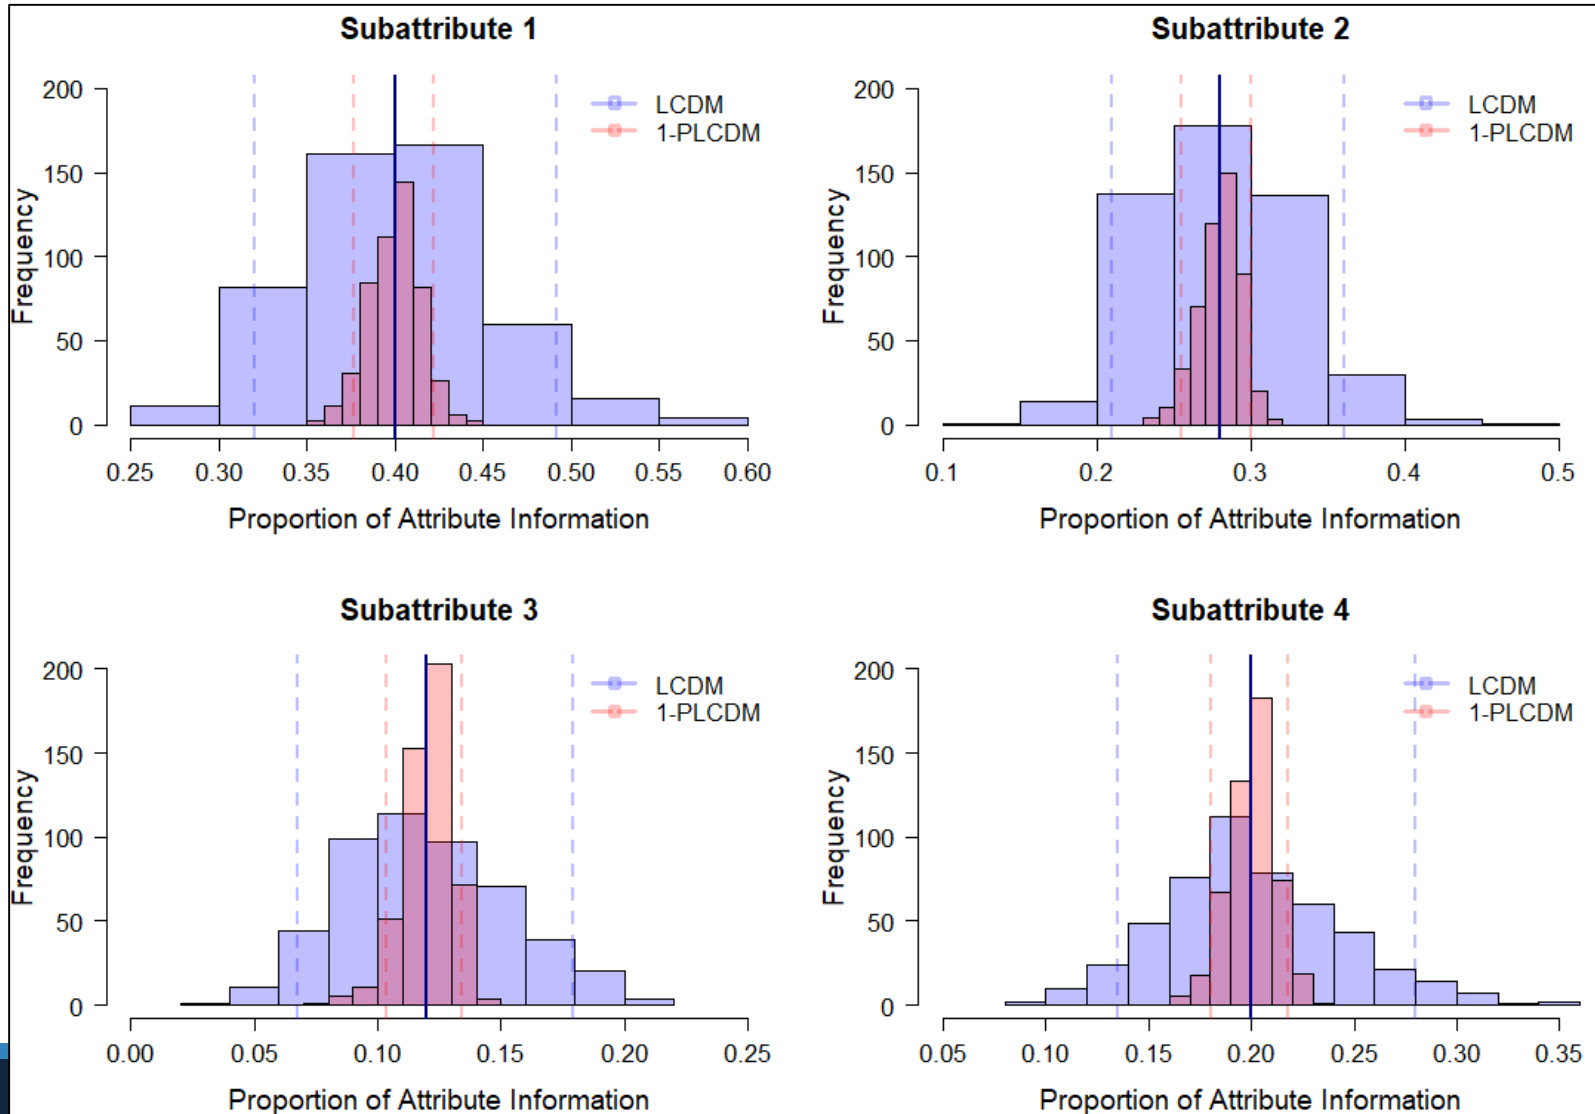 Subattribute 1
LCDM
1-PLCDM
Frequency
200
150
100
50
0
0.25 0.30 0.35 0.40 0.45 0.50 0.55 0.60
Proportion of Attribute Information
Subattribute 2
LCDM
1-PLCDM
Frequency
200
150
100
50
0
0.1 0.2 0.3 0.4 0.5
Proportion of Attribute Information
Subattribute 3
LCDM
1-PLCDM
Frequency
200
150
100
50
0
0.00 0.05 0.10 0.15 0.20 0.25
Proportion of Attribute Information
Subattribute 4
LCDM
1-PLCDM
Frequency
200
150
100
50
0
0.05 0.10 0.15 0.20 0.25 0.30 0.35
Proportion of Attribute Information